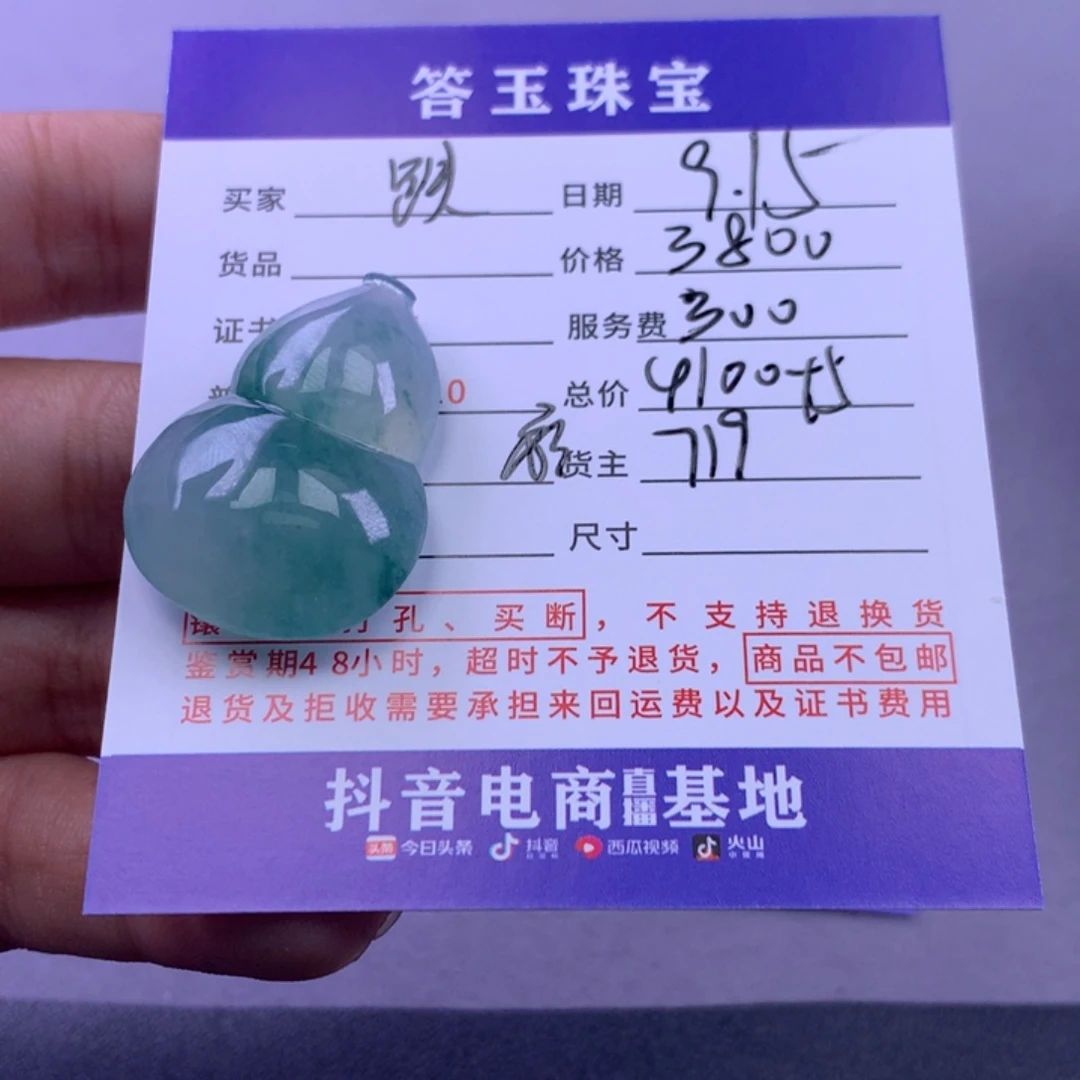 答玉珠宝
买家 日期 9.15
货品 价格 3800
证书 服务费 300
0 总价 4100
货主 719
尺寸
孔、买断，不支持退换货
鉴赏期48小时，超时不予退货，商品不包邮
退货及拒收需要承担来回运费以及证书费用
抖音电商直播基地
头条 今日头条 抖音 西瓜视频 火山